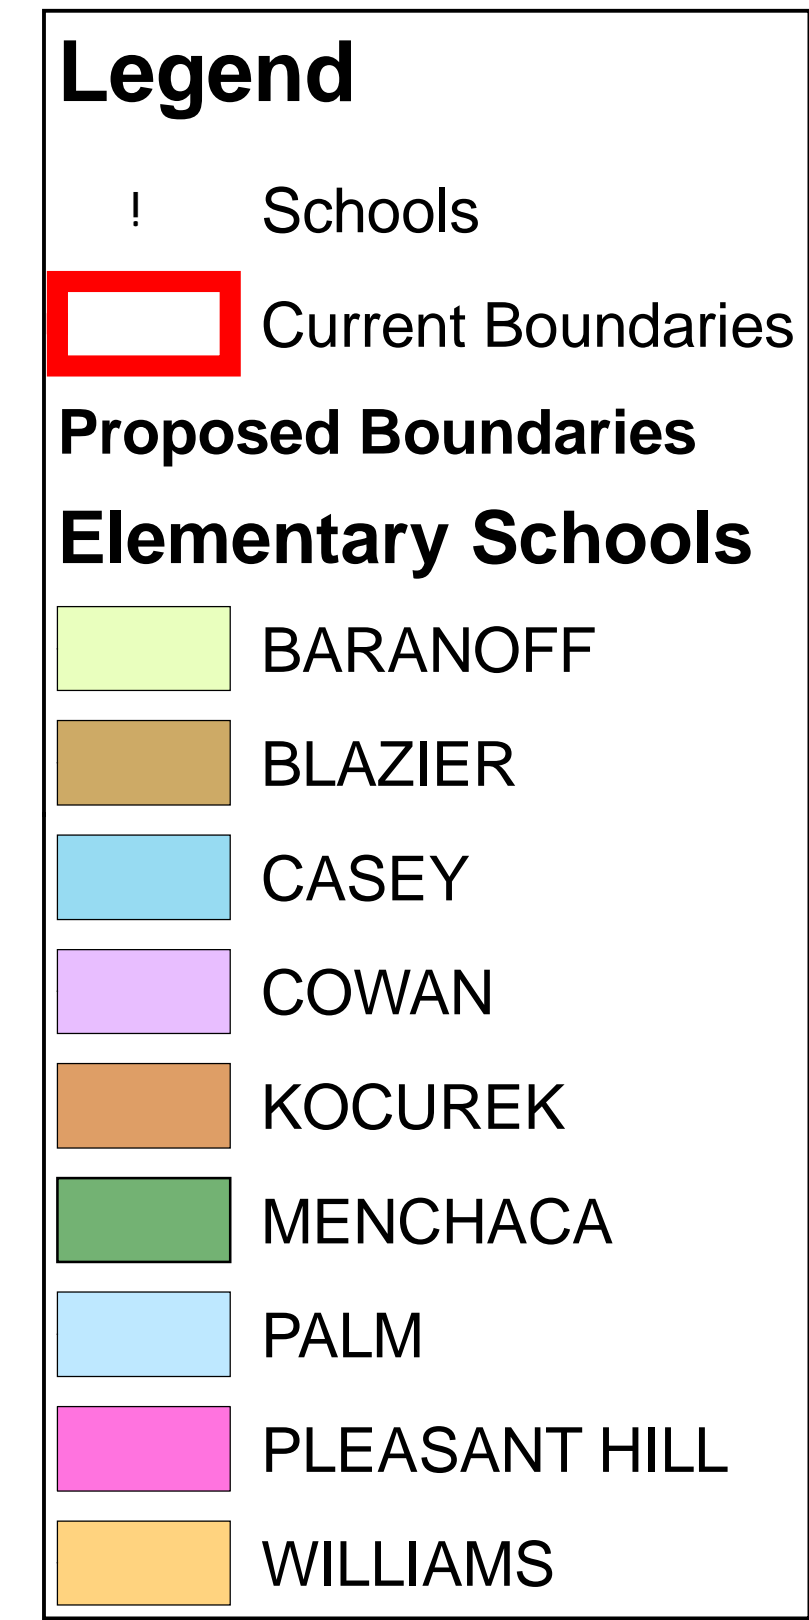 Legend
! Schools
Current Boundaries
Proposed Boundaries
Elementary Schools
BARANOFF
BLAZIER
CASEY
COWAN
KOCUREK
MENCHACA
PALM
PLEASANT HILL
WILLIAMS